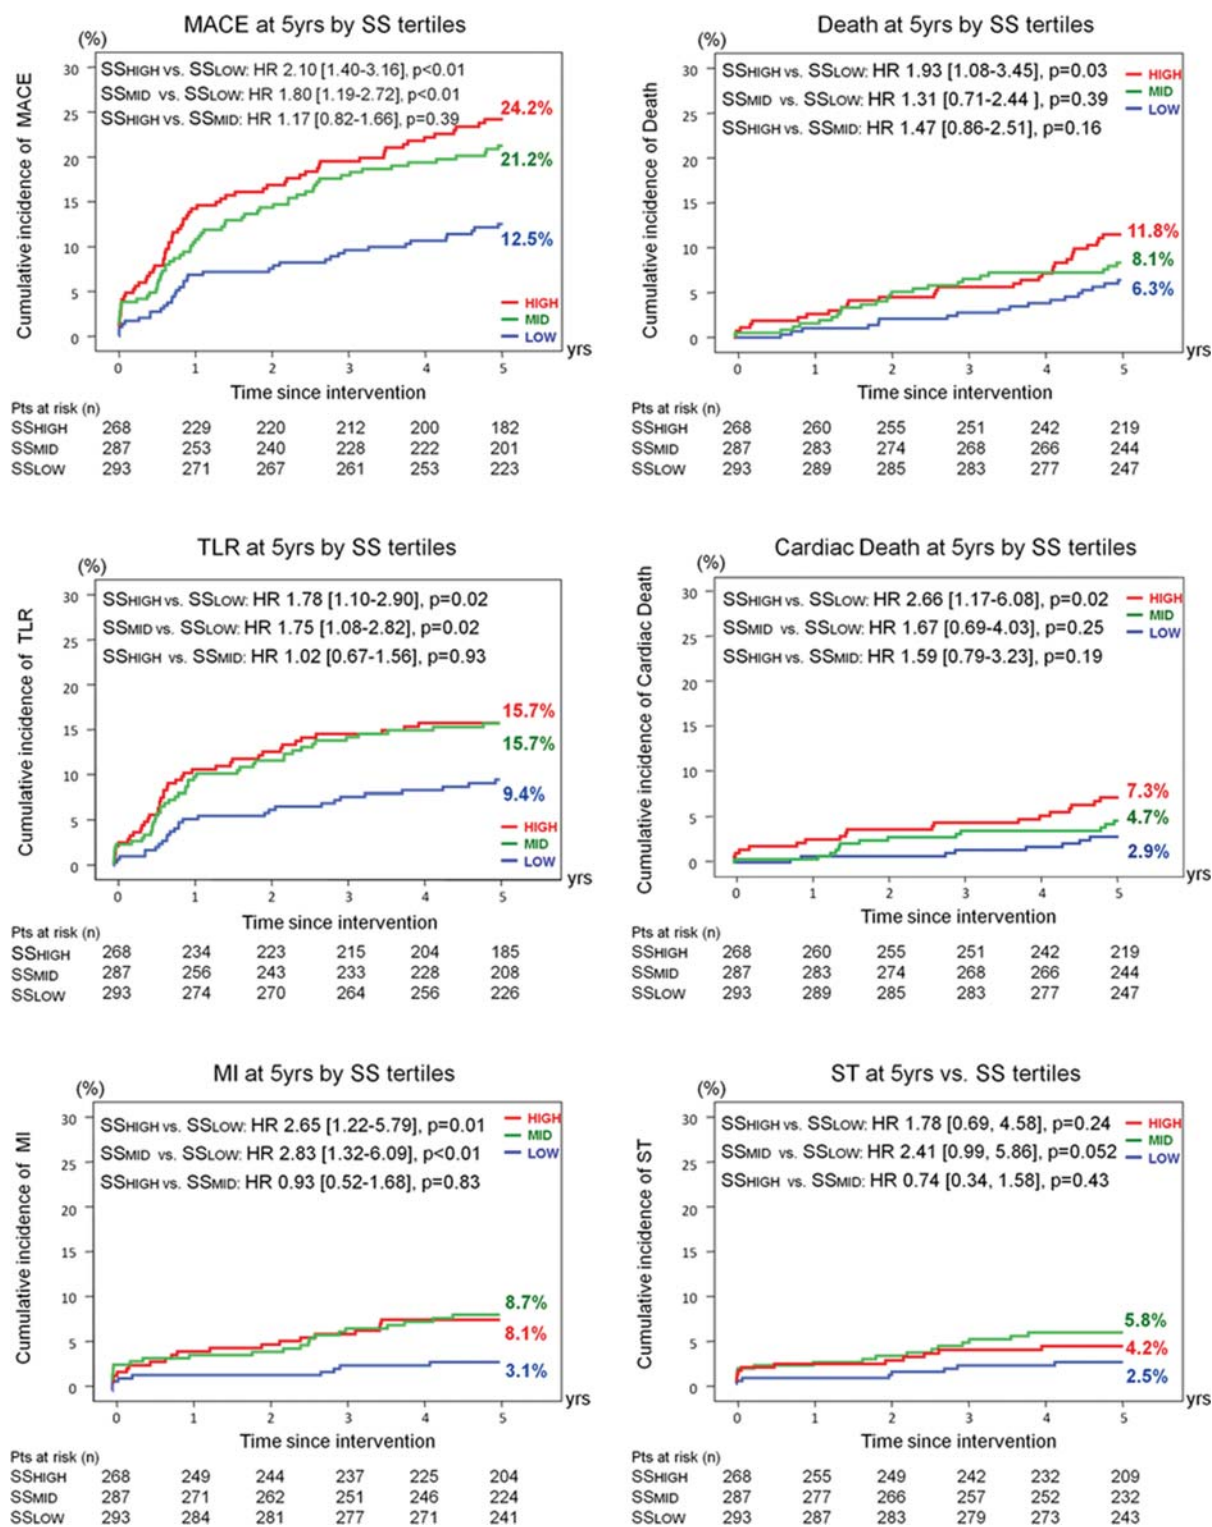 MACE at 5yrs by SS tertiles
(%)
Cumulative incidence of MACE
SSHIGH vs. SSLOW: HR 2.10 [1.40-3.16], p<0.01
SSMID vs. SSLOW: HR 1.80 [1.19-2.72], p<0.01
SSHIGH vs. SSMID: HR 1.17 [0.82-1.66], p=0.39
30
25
20
15
10
5
0
24.2%
21.2%
12.5%
HIGH
MID
LOW
0 1 2 3 4 5
yrs
Time since intervention
Pts at risk (n)
SSHIGH 268 229 220 212 200 182
SSMID 287 253 240 228 222 201
SSLOW 293 271 267 261 253 223
Death at 5yrs by SS tertiles
(%)
Cumulative incidence of Death
SSHIGH vs. SSLOW: HR 1.93 [1.08-3.45], p=0.03
SSMID vs. SSLOW: HR 1.31 [0.71-2.44 ], p=0.39
SSHIGH vs. SSMID: HR 1.47 [0.86-2.51], p=0.16
HIGH
MID
LOW
30
25
20
15
10
5
0
11.8%
8.1%
6.3%
0 1 2 3 4 5
yrs
Time since intervention
Pts at risk (n)
SSHIGH 268 260 255 251 242 219
SSMID 287 283 274 268 266 244
SSLOW 293 289 285 283 277 247
TLR at 5yrs by SS tertiles
(%)
Cumulative incidence of TLR
SSHIGH vs. SSLOW: HR 1.78 [1.10-2.90], p=0.02
SSMID vs. SSLOW: HR 1.75 [1.08-2.82], p=0.02
SSHIGH vs. SSMID: HR 1.02 [0.67-1.56], p=0.93
30
25
20
15
10
5
0
15.7%
15.7%
9.4%
HIGH
MID
LOW
0 1 2 3 4 5
yrs
Time since intervention
Pts at risk (n)
SSHIGH 268 234 223 215 204 185
SSMID 287 256 243 233 228 208
SSLOW 293 274 270 264 256 226
Cardiac Death at 5yrs by SS tertiles
(%)
Cumulative incidence of Cardiac Death
SSHIGH vs. SSLOW: HR 2.66 [1.17-6.08], p=0.02
SSMID vs. SSLOW: HR 1.67 [0.69-4.03], p=0.25
SSHIGH vs. SSMID: HR 1.59 [0.79-3.23], p=0.19
HIGH
MID
LOW
30
25
20
15
10
5
0
7.3%
4.7%
2.9%
0 1 2 3 4 5
yrs
Time since intervention
Pts at risk (n)
SSHIGH 268 260 255 251 242 219
SSMID 287 283 274 268 266 244
SSLOW 293 289 285 283 277 247
MI at 5yrs by SS tertiles
(%)
Cumulative incidence of MI
SSHIGH vs. SSLOW: HR 2.65 [1.22-5.79], p=0.01
SSMID vs. SSLOW: HR 2.83 [1.32-6.09], p<0.01
SSHIGH vs. SSMID: HR 0.93 [0.52-1.68], p=0.83
HIGH
MID
LOW
30
25
20
15
10
5
0
8.7%
8.1%
3.1%
0 1 2 3 4 5
yrs
Time since intervention
Pts at risk (n)
SSHIGH 268 249 244 237 225 204
SSMID 287 271 262 251 246 224
SSLOW 293 284 281 277 271 241
ST at 5yrs vs. SS tertiles
(%)
Cumulative incidence of ST
SSHIGH vs. SSLOW: HR 1.78 [0.69, 4.58], p=0.24
SSMID vs. SSLOW: HR 2.41 [0.99, 5.86], p=0.052
SSHIGH vs. SSMID: HR 0.74 [0.34, 1.58], p=0.43
HIGH
MID
LOW
30
25
20
15
10
5
0
5.8%
4.2%
2.5%
0 1 2 3 4 5
yrs
Time since intervention
Pts at risk (n)
SSHIGH 268 255 249 242 232 209
SSMID 287 277 266 257 252 232
SSLOW 293 287 283 279 273 243